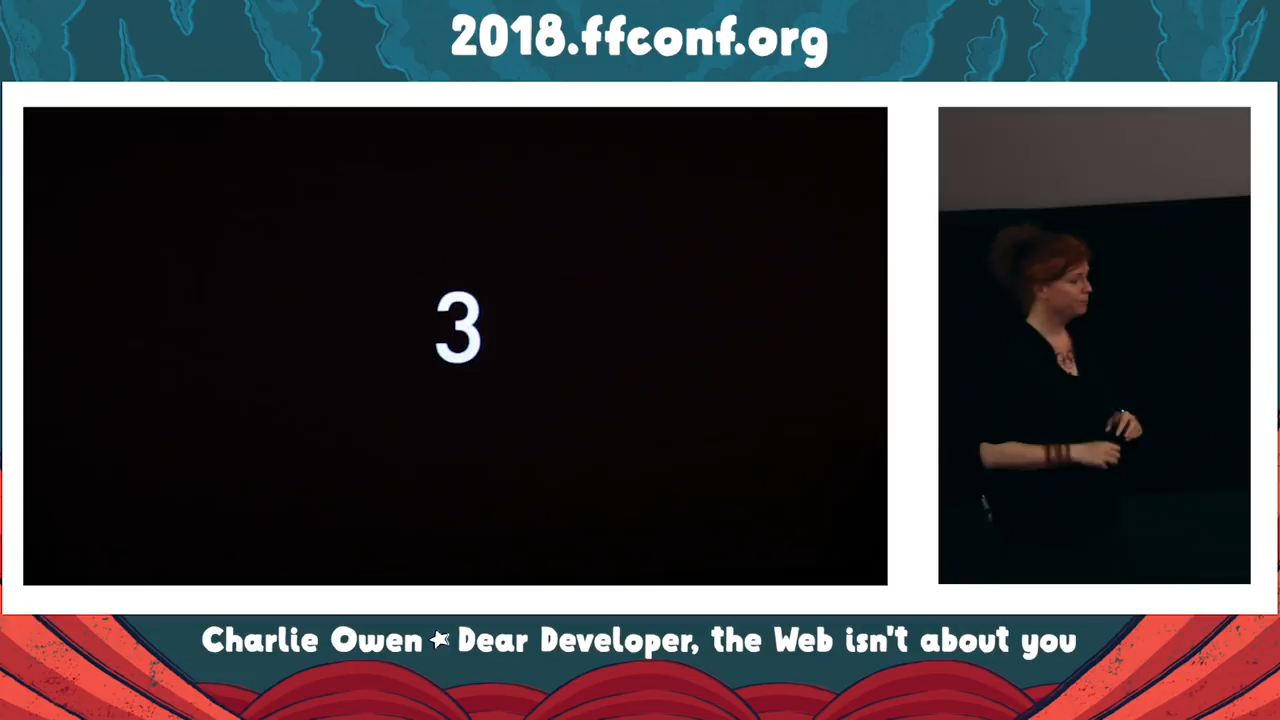 2018.ffconf.org
3
Charlie Owen ★ Dear Developer, the Web isn't about you